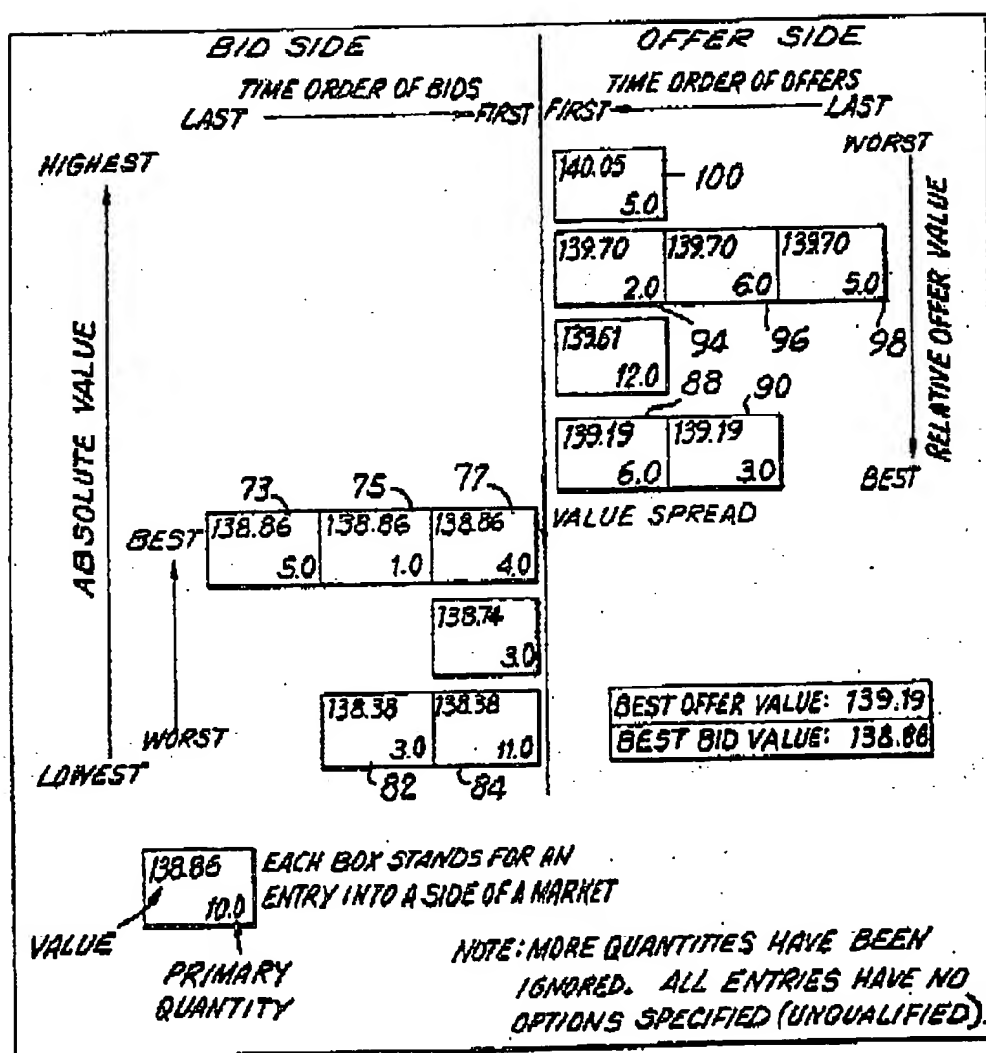 BID SIDE
OFFER SIDE
TIME ORDER OF BIDS
LAST
FIRST
TIME ORDER OF OFFERS
FIRST
LAST
HIGHEST
LOWEST
ABSOLUTE VALUE
WORST
BEST
RELATIVE OFFER VALUE
140.05
5.0
100
139.70
2.0
139.70
6.0
139.70
5.0
94
96
98
139.61
12.0
88
90
139.19
6.0
139.19
3.0
VALUE SPREAD
73
75
77
BEST
138.86
5.0
138.86
1.0
138.86
4.0
138.74
3.0
WORST
138.38
3.0
138.38
11.0
82
84
BEST OFFER VALUE: 139.19
BEST BID VALUE: 138.86
138.86
10.0
EACH BOX STANDS FOR AN
ENTRY INTO A SIDE OF A MARKET
VALUE
PRIMARY
QUANTITY
NOTE: MORE QUANTITIES HAVE BEEN
IGNORED. ALL ENTRIES HAVE NO
OPTIONS SPECIFIED (UNQUALIFIED).